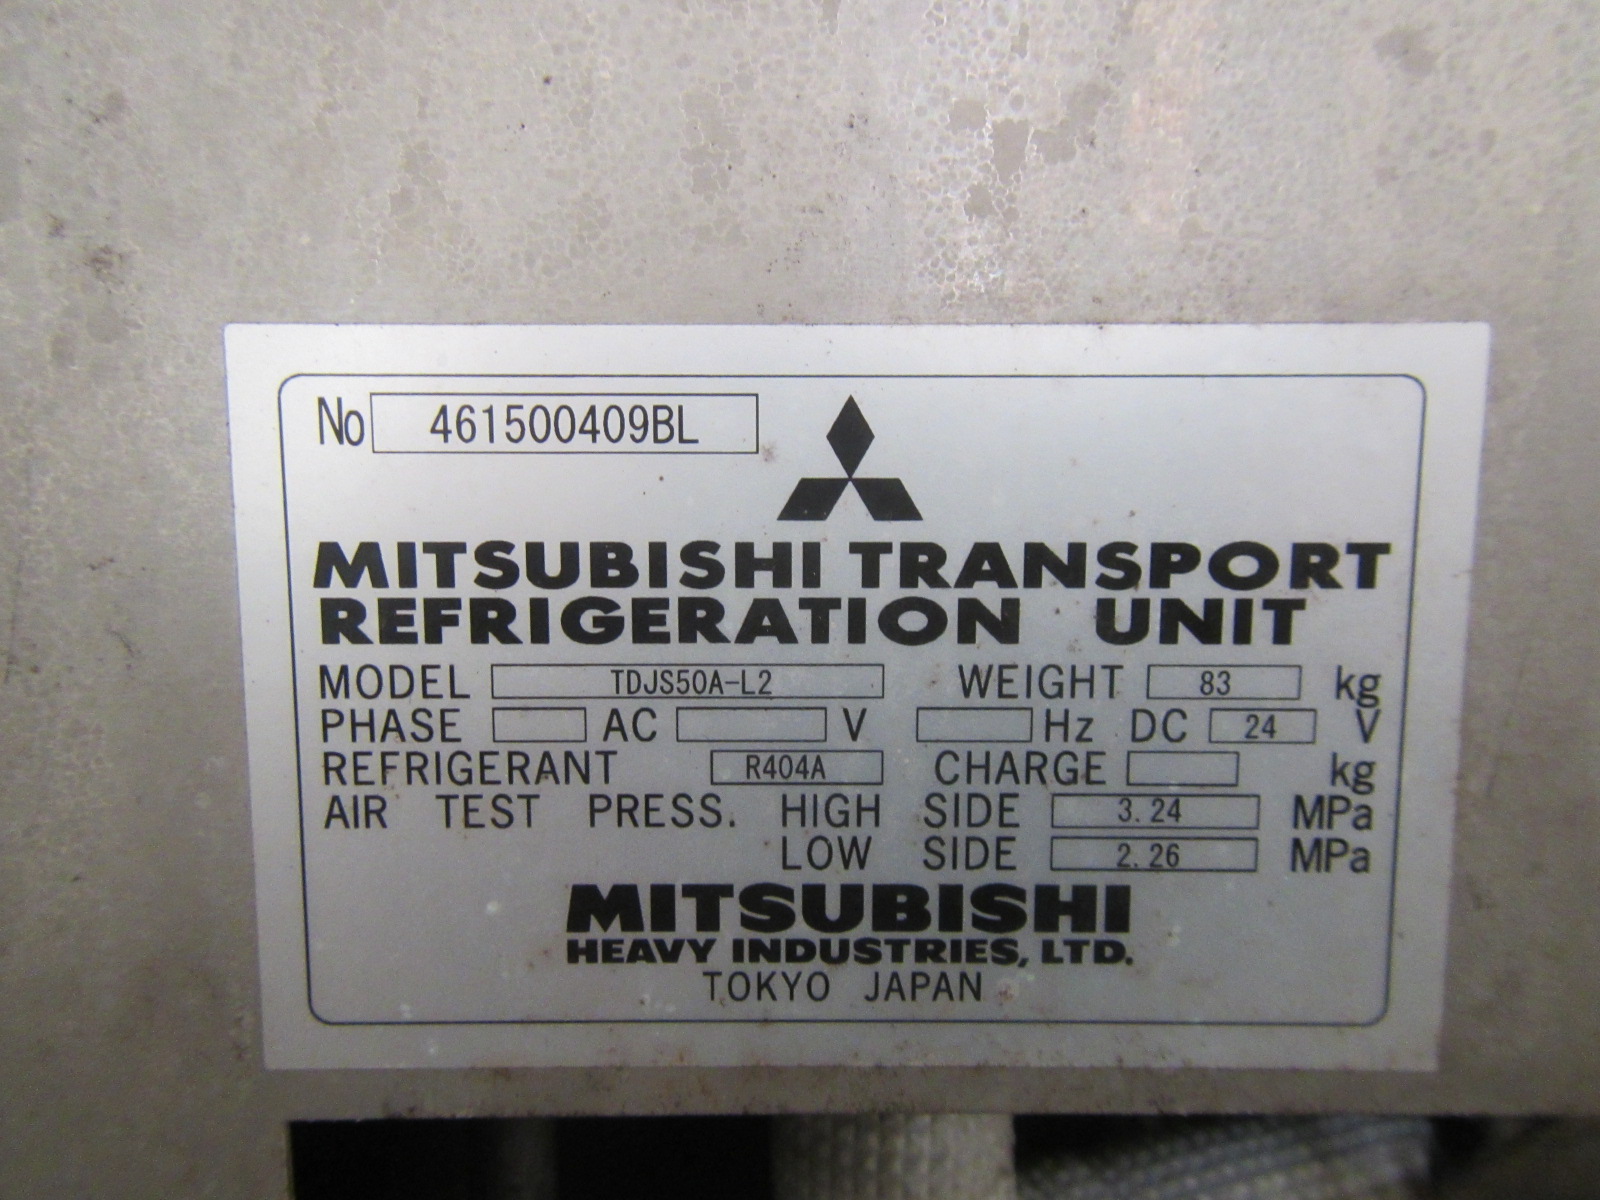 No 461500409BL
MITSUBISHI TRANSPORT
REFRIGERATION UNIT
MODEL TDJS50A-L2 WEIGHT 83 kg
PHASE AC V Hz DC 24 V
REFRIGERANT R404A CHARGE kg
AIR TEST PRESS. HIGH SIDE 3.24 MPa
LOW SIDE 2.26 MPa
MITSUBISHI
HEAVY INDUSTRIES, LTD.
TOKYO JAPAN